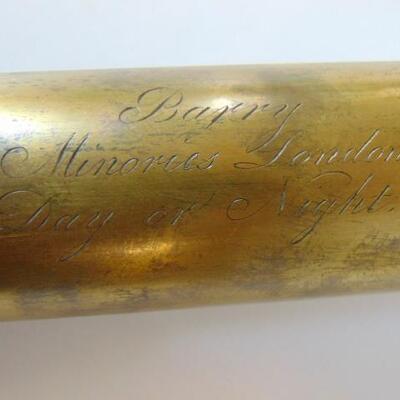 Barry
Minories London
Day or Night.